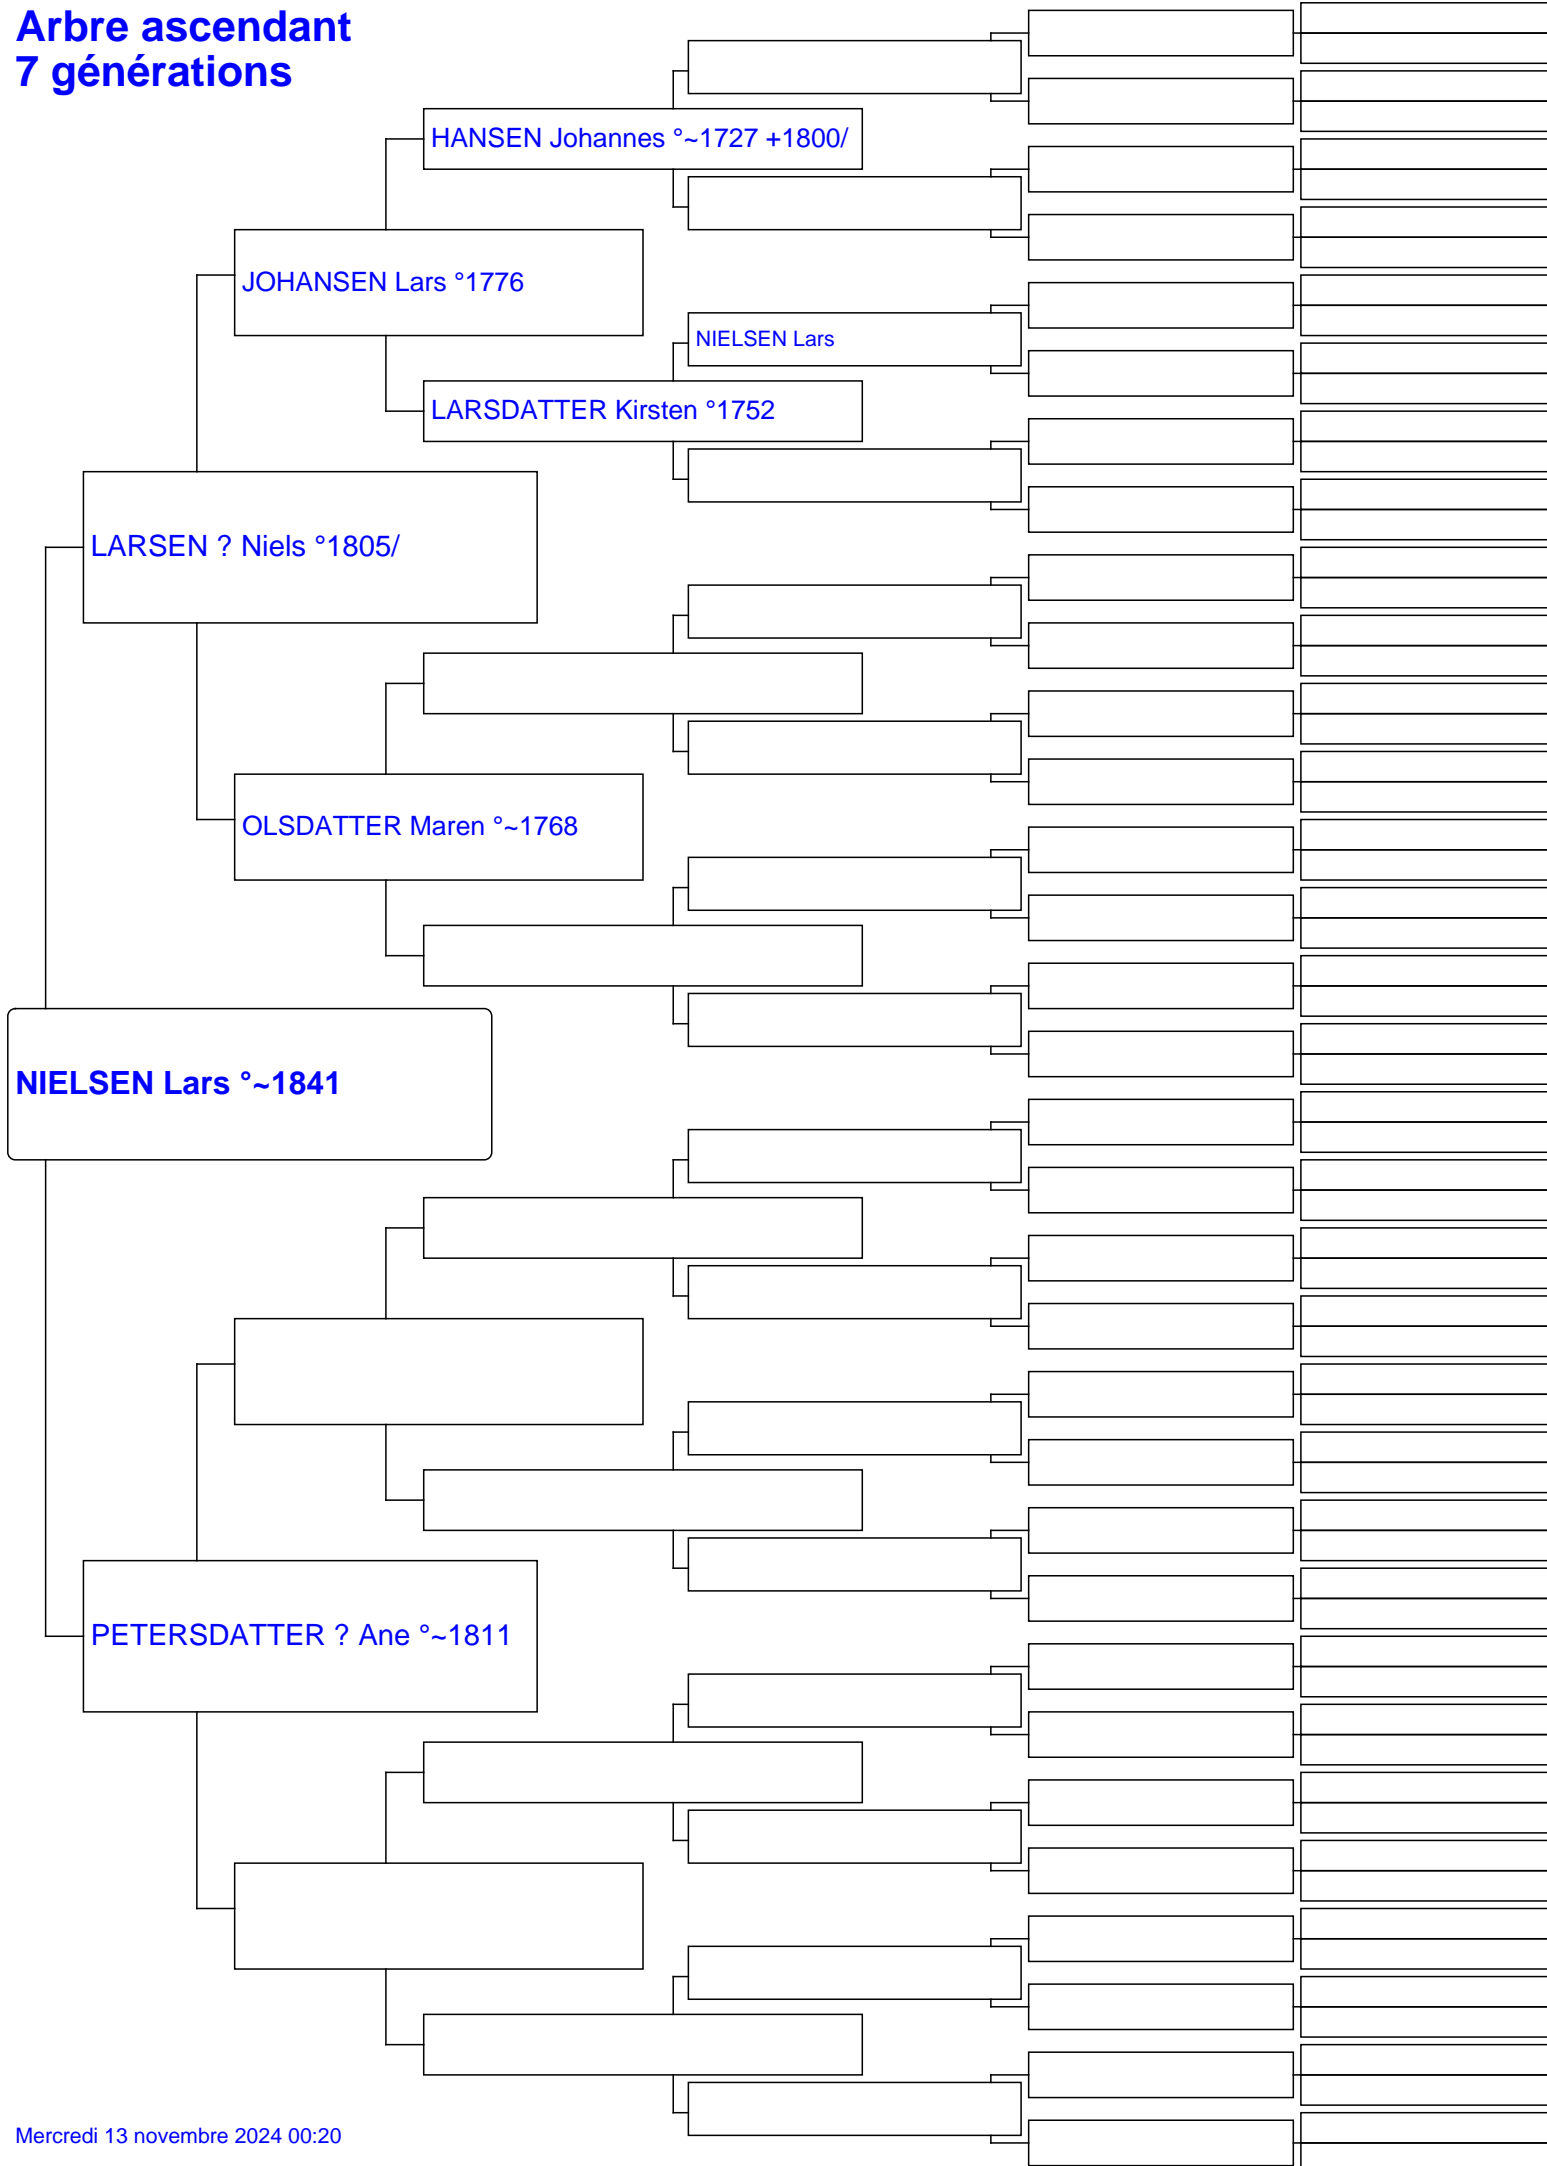 Arbre ascendant
7 générations
HANSEN Johannes °~1727 +1800/
JOHANSEN Lars °1776
NIELSEN Lars
LARSDATTER Kirsten °1752
LARSEN ? Niels °1805/
OLSDATTER Maren °~1768
NIELSEN Lars °~1841
PETERSDATTER ? Ane °~1811
Mercredi 13 novembre 2024 00:20